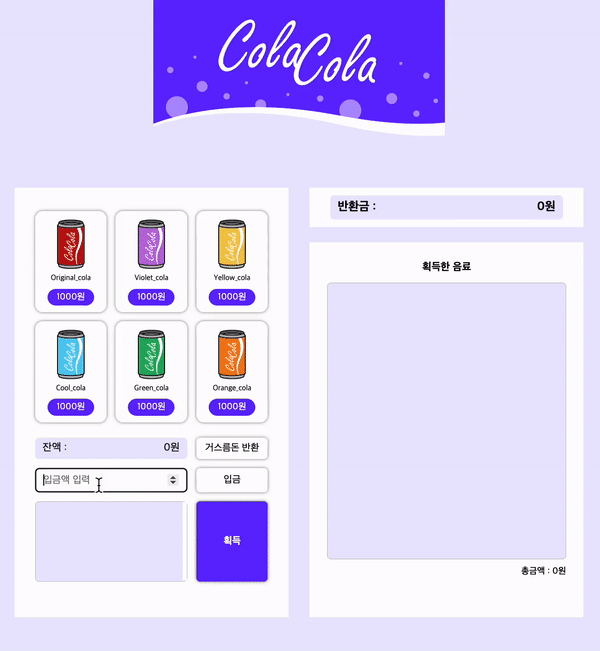 ColaCola
Original_cola
1000원
Violet_cola
1000원
Yellow_cola
1000원
Cool_cola
1000원
Green_cola
1000원
Orange_cola
1000원
잔액 : 0원
거스름돈 반환
입금액 입력
입금
획득
반환금 : 0원
획득한 음료
총금액 : 0원